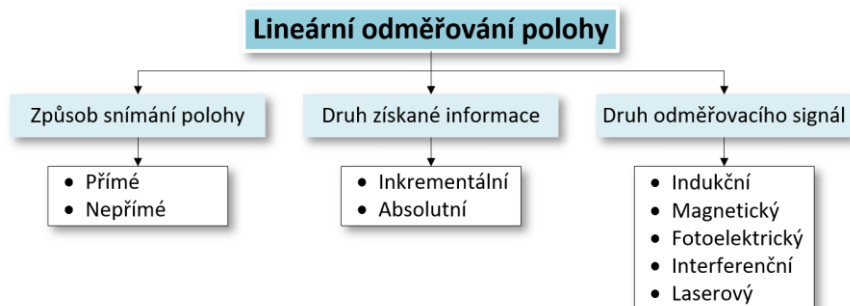 Lineární odměřování polohy
Způsob snímání polohy
Druh získané informace
Druh odměřovacího signál
• Přímé
• Nepřímé
• Inkrementální
• Absolutní
• Indukční
• Magnetický
• Fotoelektrický
• Interferenční
• Laserový